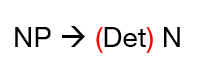 NP → (Det) N